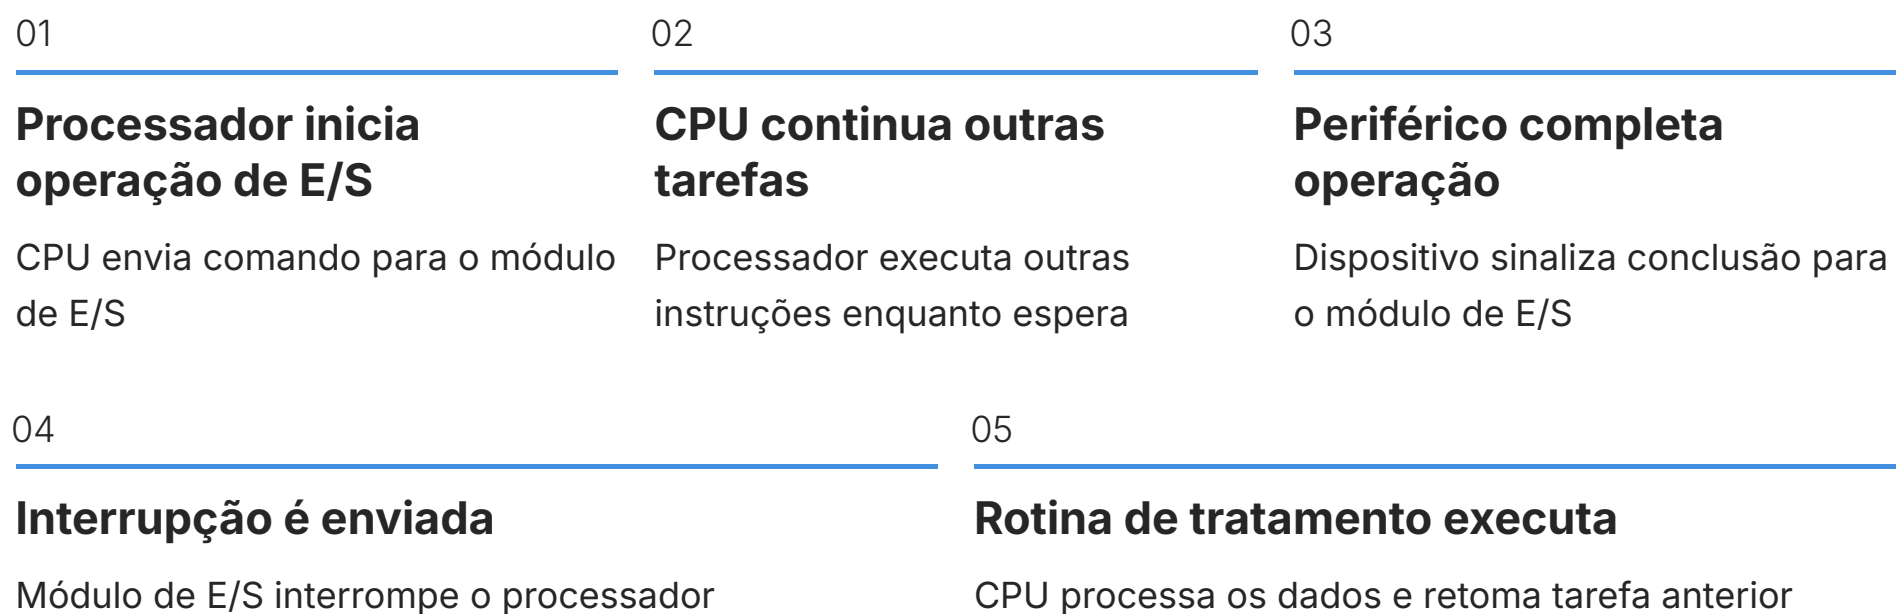 01
Processador inicia
operação de E/S
CPU envia comando para o módulo
de E/S
02
CPU continua outras
tarefas
Processador executa outras
instruções enquanto espera
03
Periférico completa
operação
Dispositivo sinaliza conclusão para
o módulo de E/S
04
Interrupção é enviada
Módulo de E/S interrompe o processador
05
Rotina de tratamento executa
CPU processa os dados e retoma tarefa anterior